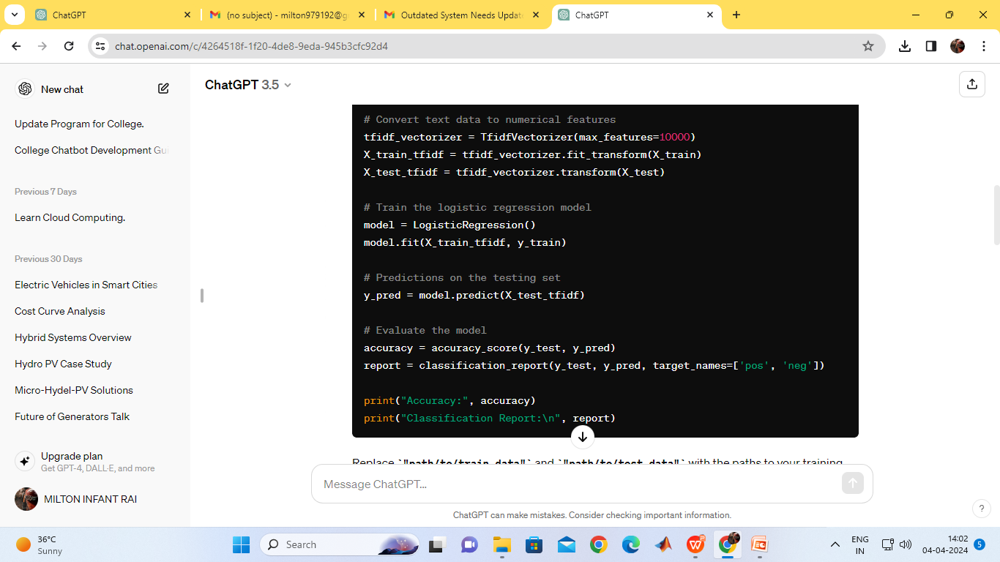 ChatGPT
(no subject) - milton979192@g
Outdated System Needs Updat
ChatGPT
chat.openai.com/c/4264518f-1f20-4de8-9eda-945b3cfc92d4
New chat
Update Program for College.
College Chatbot Development Gui
Previous 7 Days
Learn Cloud Computing.
Previous 30 Days
Electric Vehicles in Smart Cities
Cost Curve Analysis
Hybrid Systems Overview
Hydro PV Case Study
Micro-Hydel-PV Solutions
Future of Generators Talk
Upgrade plan
Get GPT-4, DALL·E, and more
MILTON INFANT RAI
ChatGPT 3.5
# Convert text data to numerical features
tfidf_vectorizer = TfidfVectorizer(max_features=10000)
X_train_tfidf = tfidf_vectorizer.fit_transform(X_train)
X_test_tfidf = tfidf_vectorizer.transform(X_test)
# Train the logistic regression model
model = LogisticRegression()
model.fit(X_train_tfidf, y_train)
# Predictions on the testing set
y_pred = model.predict(X_test_tfidf)
# Evaluate the model
accuracy = accuracy_score(y_test, y_pred)
report = classification_report(y_test, y_pred, target_names=['pos', 'neg'])
print("Accuracy:", accuracy)
print("Classification Report:\n", report)
Replace `"path/to/train_data"` and `"path/to/test_data"` with the paths to your training
Message ChatGPT...
ChatGPT can make mistakes. Consider checking important information.
?
36°C
Sunny
Search
ENG
IN
14:02
04-04-2024
5